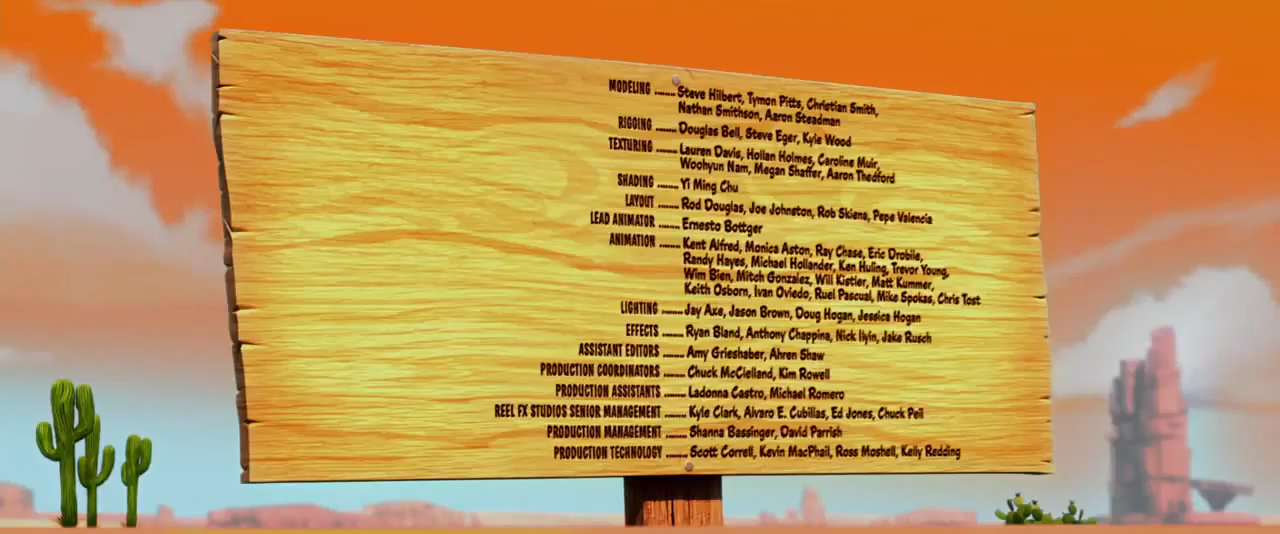 MODELING ........ Steve Hilbert, Tymon Pitts, Christian Smith,
Nathan Smithson, Aaron Steadman
RIGGING ........ Douglas Bell, Steve Eger, Kyle Wood
TEXTURING ........ Lauren Davis, Hollan Holmes, Caroline Muir,
Woohyun Nam, Megan Shaffer, Aaron Thedford
SHADING ........ Yi Ming Chu
LAYOUT ........ Rod Douglas, Joe Johnston, Rob Skiena, Pepe Valencia
LEAD ANIMATOR ........ Ernesto Bottger
ANIMATION ........ Kent Alfred, Monica Aston, Ray Chase, Eric Drobile,
Randy Hayes, Michael Hollander, Ken Huling, Trevor Young,
Wim Bien, Mitch Gonzalez, Will Kistler, Matt Kummer,
Keith Osborn, Ivan Oviedo, Ruel Pascual, Mike Spokas, Chris Tost
LIGHTING ........ Jay Axe, Jason Brown, Doug Hogan, Jessica Hogan
EFFECTS ........ Ryan Bland, Anthony Chappina, Nick Ilyin, Jake Rusch
ASSISTANT EDITORS ........ Amy Grieshaber, Ahren Shaw
PRODUCTION COORDINATORS ........ Chuck McClelland, Kim Rowell
PRODUCTION ASSISTANTS ........ Ladonna Castro, Michael Romero
REEL FX STUDIOS SENIOR MANAGEMENT ........ Kyle Clark, Alvaro E. Cubillas, Ed Jones, Chuck Peil
PRODUCTION MANAGEMENT ........ Shanna Bassinger, David Parrish
PRODUCTION TECHNOLOGY ........ Scott Correll, Kevin MacPhail, Ross Moshell, Kelly Redding